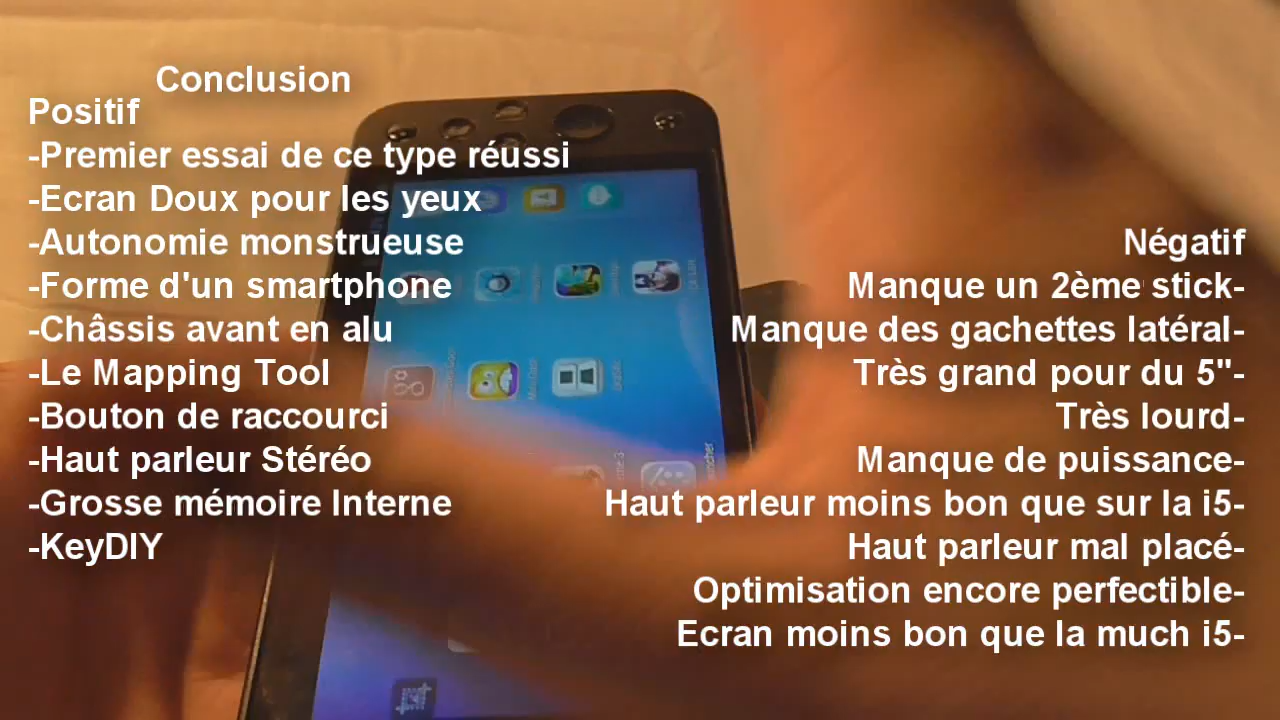 Conclusion
Positif
-Premier essai de ce type réussi
-Ecran Doux pour les yeux
-Autonomie monstrueuse
-Forme d'un smartphone
-Châssis avant en alu
-Le Mapping Tool
-Bouton de raccourci
-Haut parleur Stéréo
-Grosse mémoire Interne
-KeyDIY
Négatif
Manque un 2ème stick-
Manque des gachettes latéral-
Très grand pour du 5"-
Très lourd-
Manque de puissance-
Haut parleur moins bon que sur la i5-
Haut parleur mal placé-
Optimisation encore perfectible-
Ecran moins bon que la much i5-